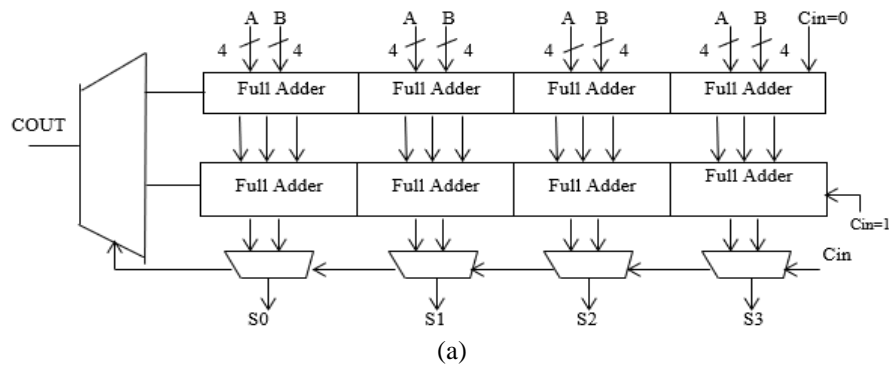 A B A B A B A B Cin=0
4 4 4 4 4 4 4 4
Full Adder Full Adder Full Adder Full Adder
COUT
Full Adder Full Adder Full Adder Full Adder
Cin=1
Cin
S0 S1 S2 S3
(a)